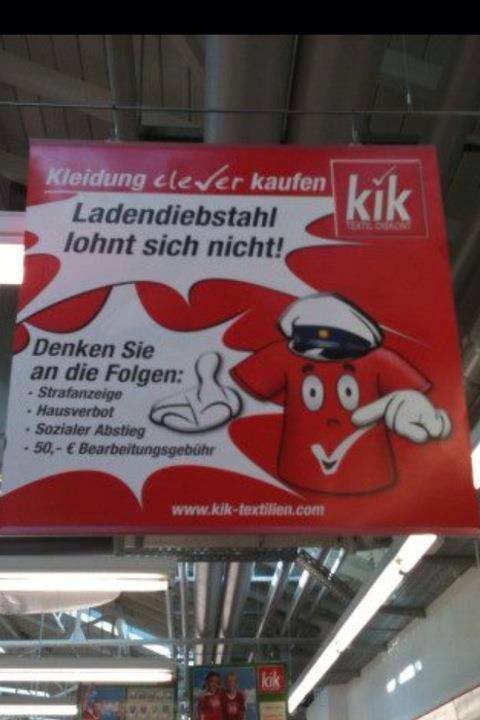 Kleidung clever kaufen
kik
TEXTIL-DISKONT
Ladendiebstahl
lohnt sich nicht!
Denken Sie
an die Folgen:
- Strafanzeige
- Hausverbot
- Sozialer Abstieg
- 50,- € Bearbeitungsgebühr
www.kik-textilien.com
kik